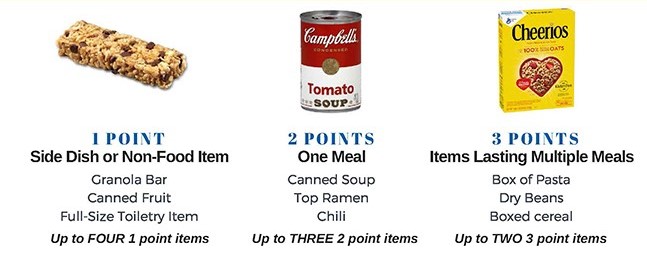 Campbell's
CONDENSED
Tomato
SOUP
Cheerios
100% WHOLE GRAIN OATS
1 POINT
Side Dish or Non-Food Item
Granola Bar
Canned Fruit
Full-Size Toiletry Item
Up to FOUR 1 point items
2 POINTS
One Meal
Canned Soup
Top Ramen
Chili
Up to THREE 2 point items
3 POINTS
Items Lasting Multiple Meals
Box of Pasta
Dry Beans
Boxed cereal
Up to TWO 3 point items